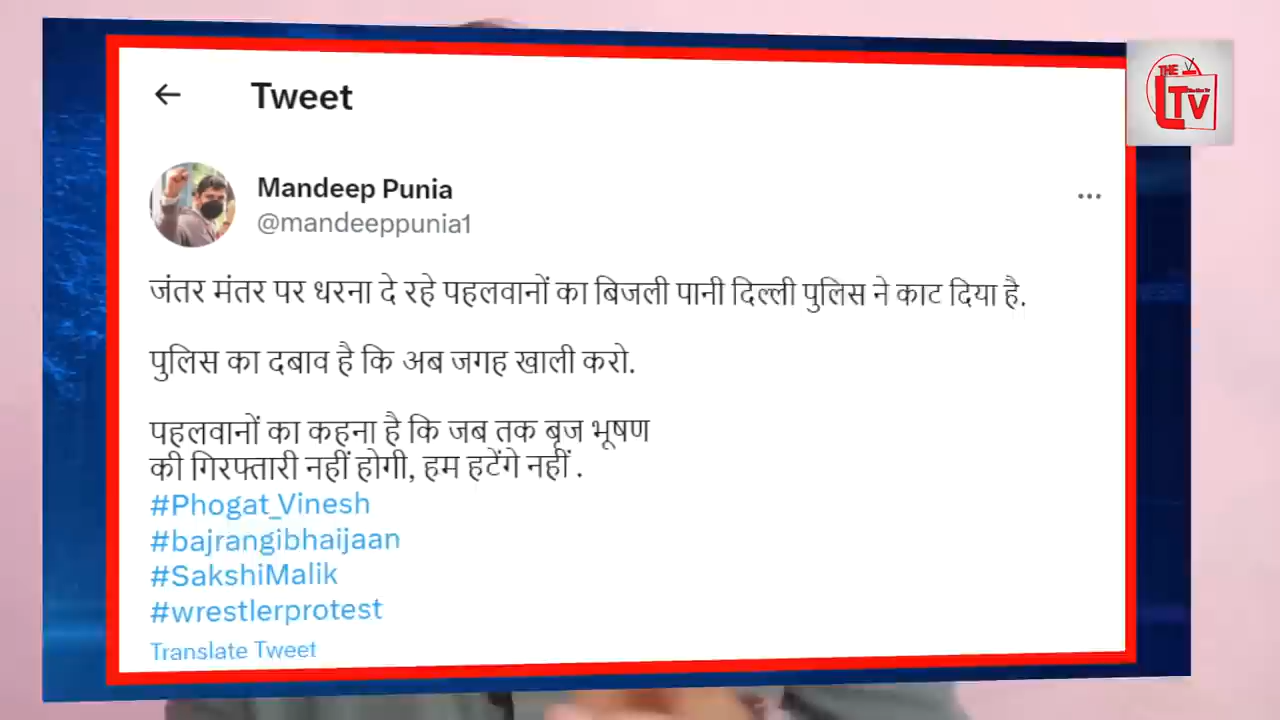 Tweet
THE
LTV
Mandeep Punia
@mandeeppunia1
जंतर मंतर पर धरना दे रहे पहलवानों का बिजली पानी दिल्ली पुलिस ने काट दिया है.
पुलिस का दबाव है कि अब जगह खाली करो.
पहलवानों का कहना है कि जब तक बृज भूषण
की गिरफ्तारी नहीं होगी, हम हटेंगे नहीं .
#Phogat_Vinesh
#bajrangibhaijaan
#SakshiMalik
#wrestlerprotest
Translate Tweet